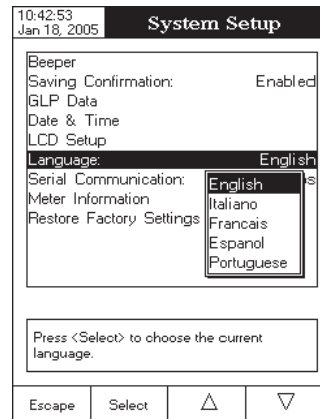 10:42:53
Jan 18, 2005
System Setup
Beeper
Saving Confirmation: Enabled
GLP Data
Date & Time
LCD Setup
Language: English
Serial Communication:
Meter Information
Restore Factory Settings
English
Italiano
Francais
Espanol
Portuguese
Press <Select> to choose the current
language.
Escape Select △ ▽